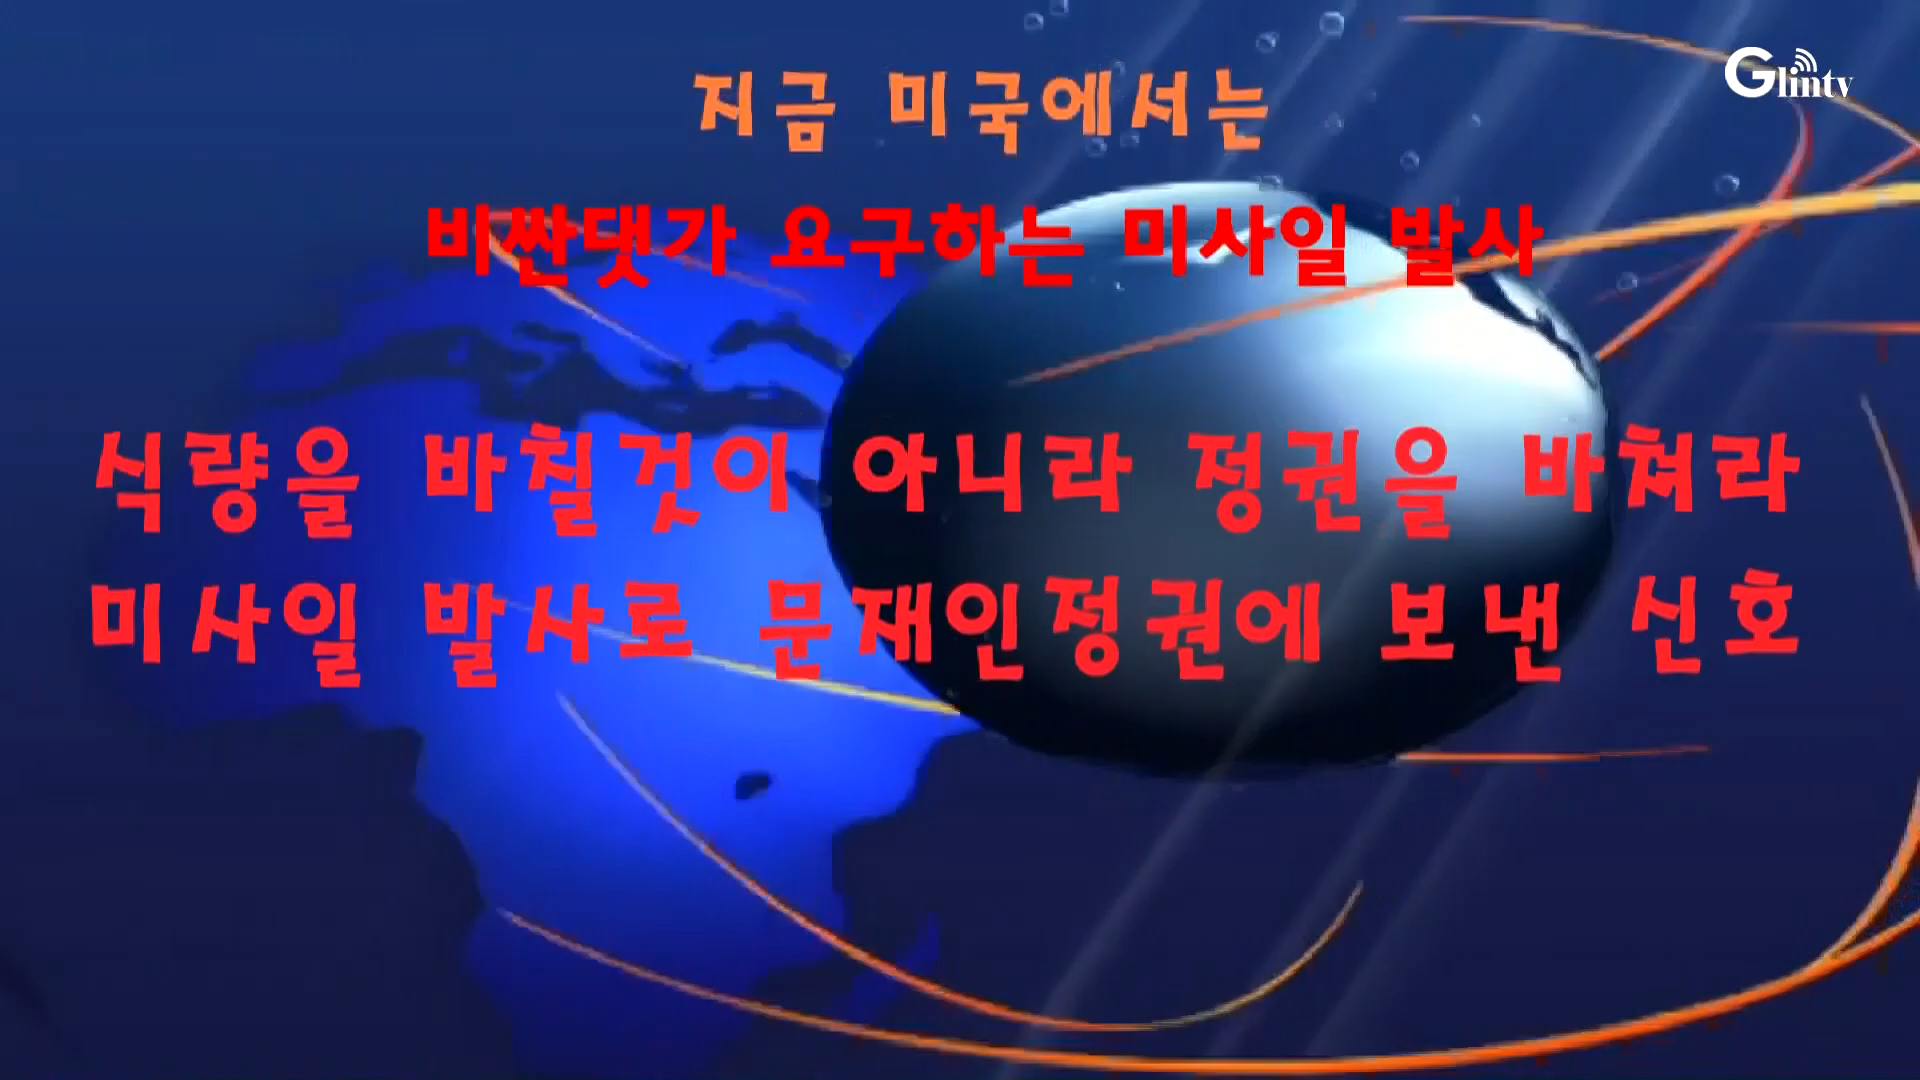 Glintv
지금 미국에서는
비싼댓가 요구하는 미사일 발사
식량을 바칠것이 아니라 정권을 바쳐라
미사일 발사로 문재인정권에 보낸 신호